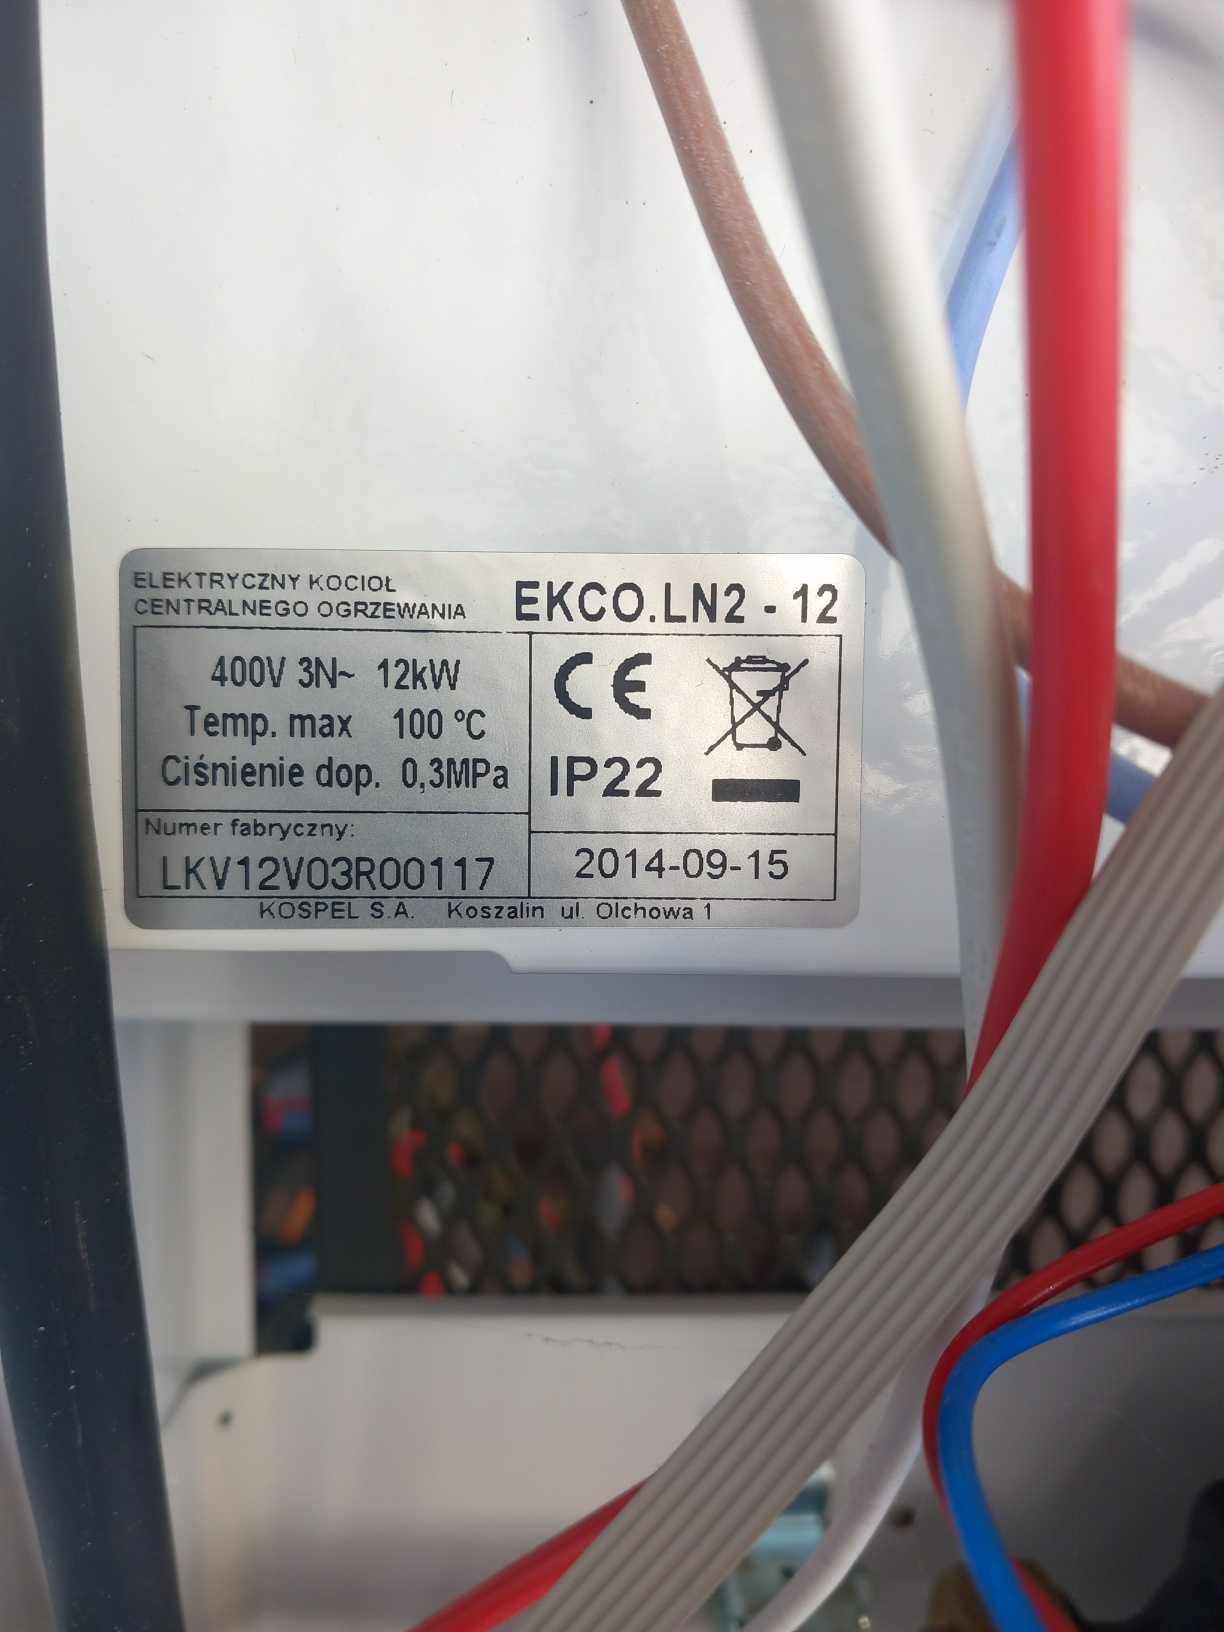 ELEKTRYCZNY KOCIOŁ
CENTRALNEGO OGRZEWANIA
EKCO.LN2 - 12
400V 3N~ 12kW
Temp. max 100 °C
Ciśnienie dop. 0,3MPa
CE
IP22
Numer fabryczny:
LKV12V03R00117
2014-09-15
KOSPEL S.A. Koszalin ul. Olchowa 1